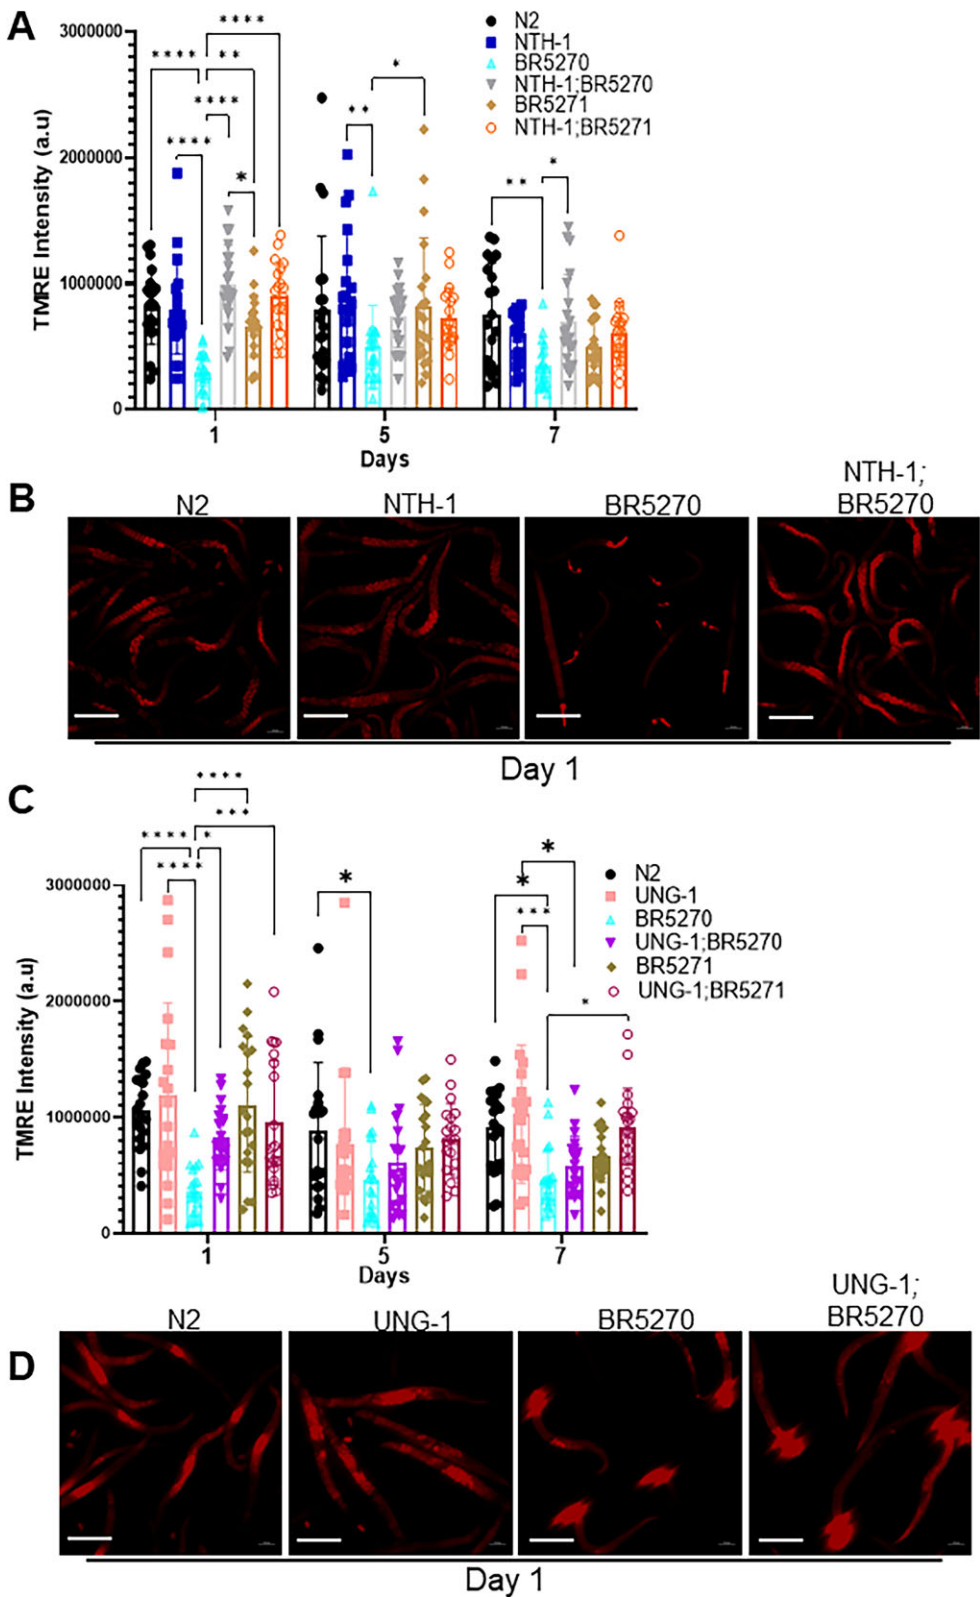 A
TMRE Intensity (a.u)
3000000
2000000
1000000
0
**** 
**** **
****
****
*
** *
** *
N2
NTH-1
BR5270
NTH-1;BR5270
BR5271
NTH-1;BR5271
1 5 7
Days
B
N2 NTH-1 BR5270 NTH-1; BR5270
Day 1
C
TMRE Intensity (a.u)
3000000
2000000
1000000
0
****
***
**** *
****
*
*
*
***
*
N2
UNG-1
BR5270
UNG-1;BR5270
BR5271
UNG-1;BR5271
1 5 7
Days
D
N2 UNG-1 BR5270 UNG-1; BR5270
Day 1